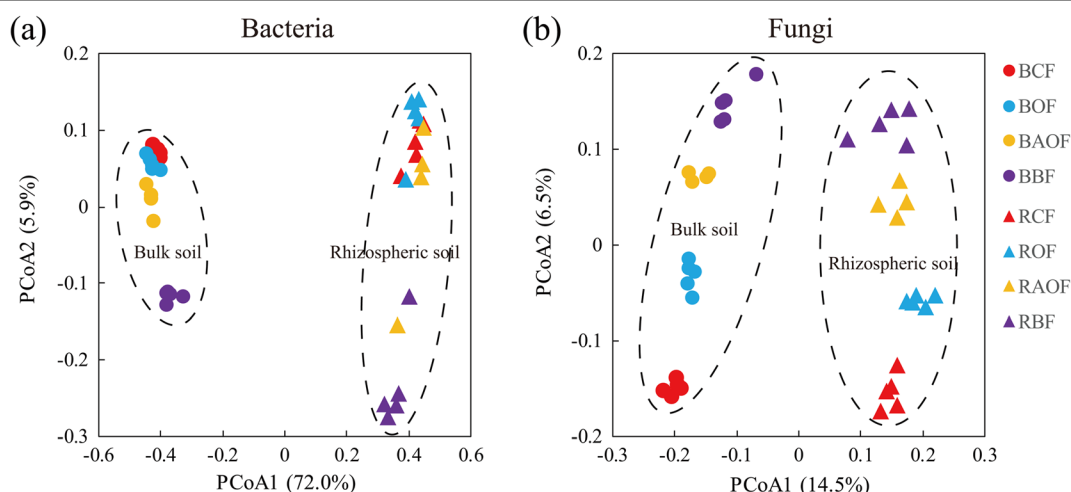 (a) Bacteria
0.2
0.1
0
-0.1
-0.2
-0.3
PCoA2 (5.9%)
Bulk soil
Rhizospheric soil
-0.6 -0.4 -0.2 0 0.2 0.4 0.6
PCoA1 (72.0%)
(b) Fungi
0.2
0.1
0
-0.1
-0.2
PCoA2 (6.5%)
Bulk soil
Rhizospheric soil
-0.3 -0.2 -0.1 0 0.1 0.2 0.3
PCoA1 (14.5%)
BCF
BOF
BAOF
BBF
RCF
ROF
RAOF
RBF